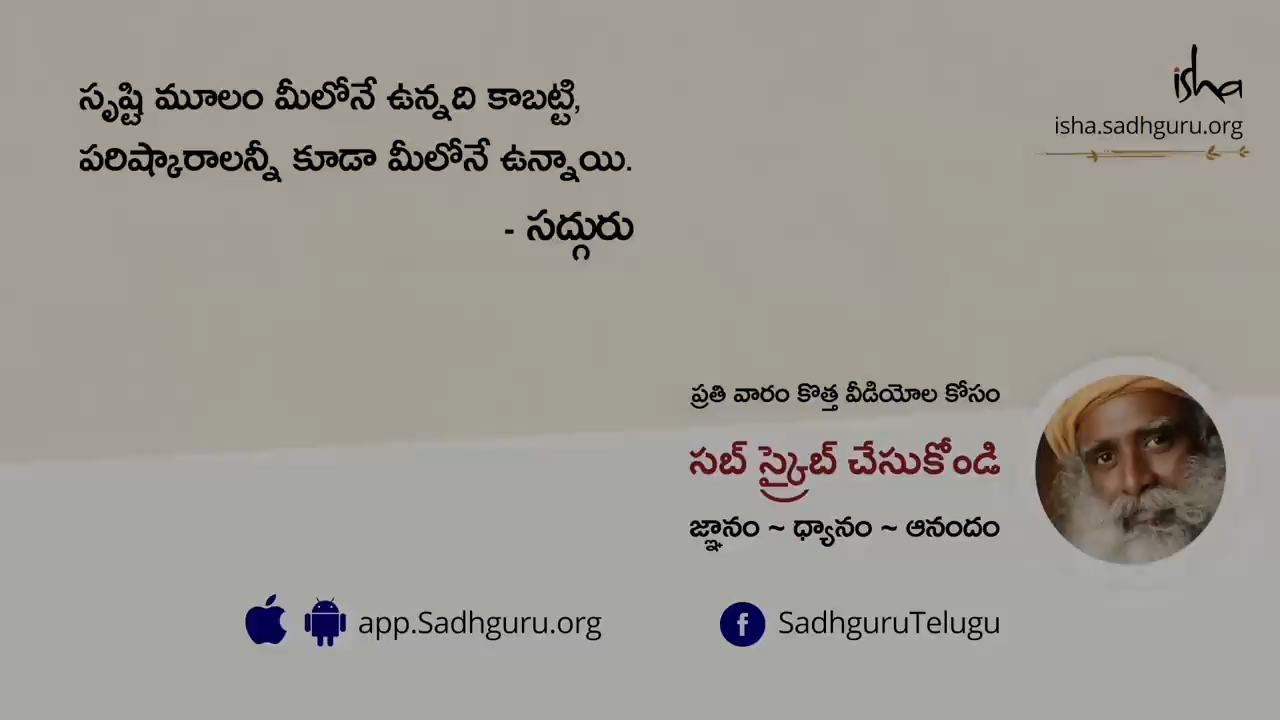 సృష్టి మూలం మీలోనే ఉన్నది కాబట్టి,
పరిష్కారాలన్నీ కూడా మీలోనే ఉన్నాయి.
- సద్గురు
isha
isha.sadhguru.org
ప్రతి వారం కొత్త వీడియోల కోసం
సబ్ స్క్రైబ్ చేసుకోండి
జ్ఞానం ~ ధ్యానం ~ ఆనందం
app.Sadhguru.org
f SadhguruTelugu